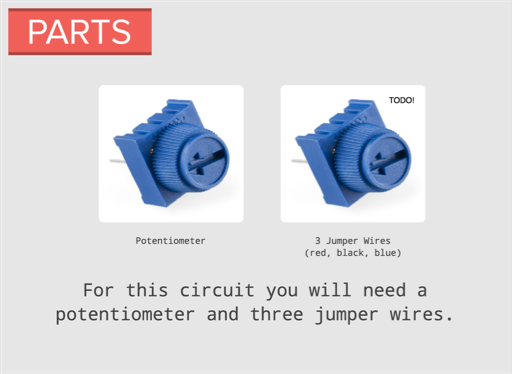 PARTS
TODO!
Potentiometer
3 Jumper Wires
(red, black, blue)
For this circuit you will need a
potentiometer and three jumper wires.